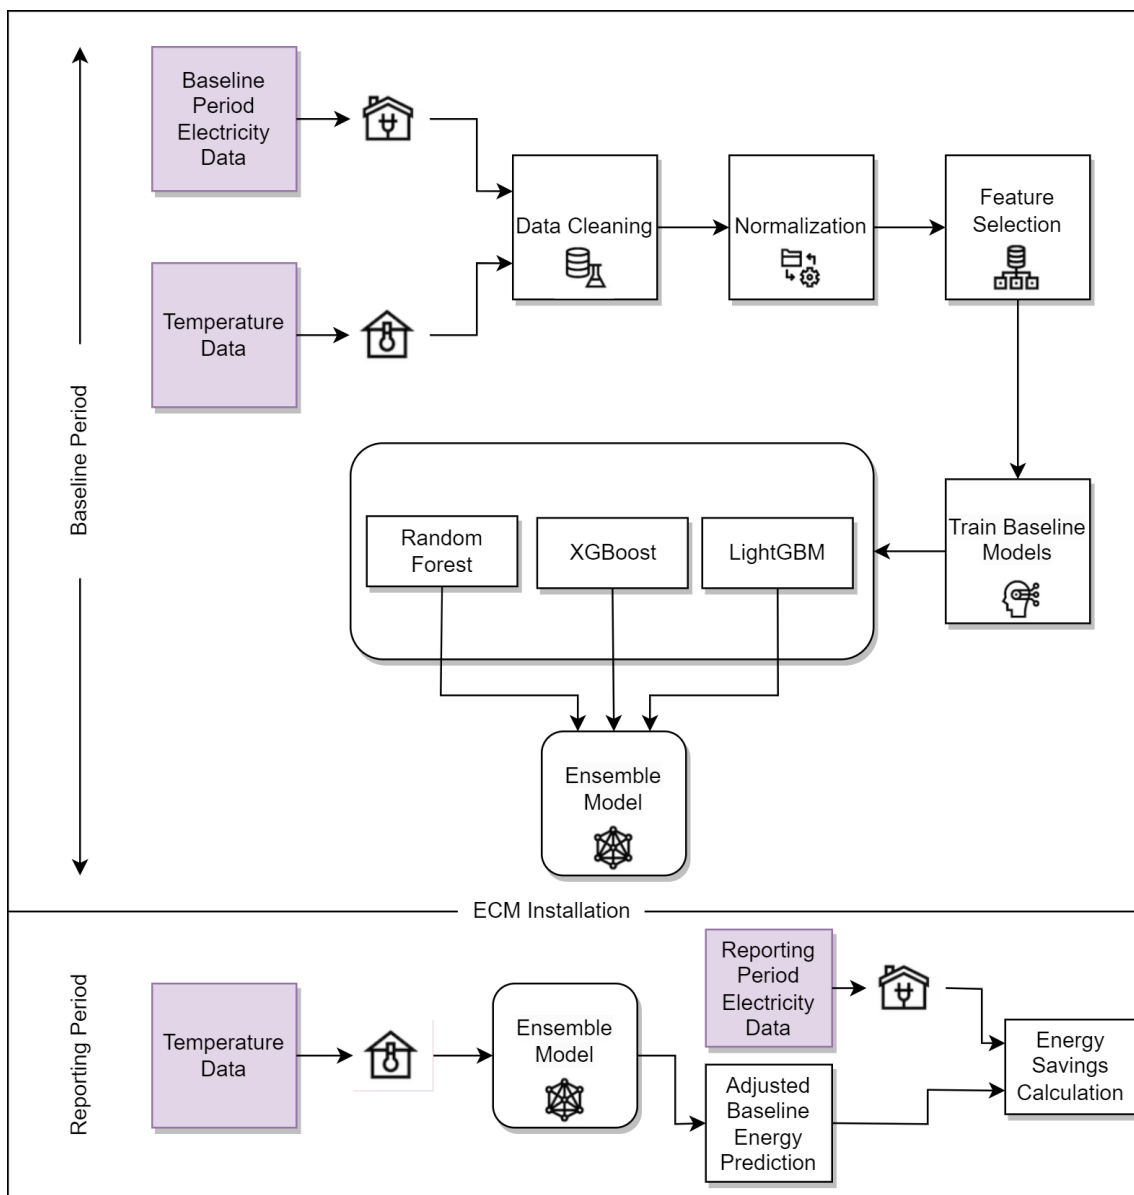 Baseline
Period
Electricity
Data
Data Cleaning
Normalization
Feature
Selection
Temperature
Data
Baseline Period
Random
Forest
XGBoost
LightGBM
Train Baseline
Models
Ensemble
Model
ECM Installation
Reporting Period
Temperature
Data
Ensemble
Model
Reporting
Period
Electricity
Data
Adjusted
Baseline
Energy
Prediction
Energy
Savings
Calculation